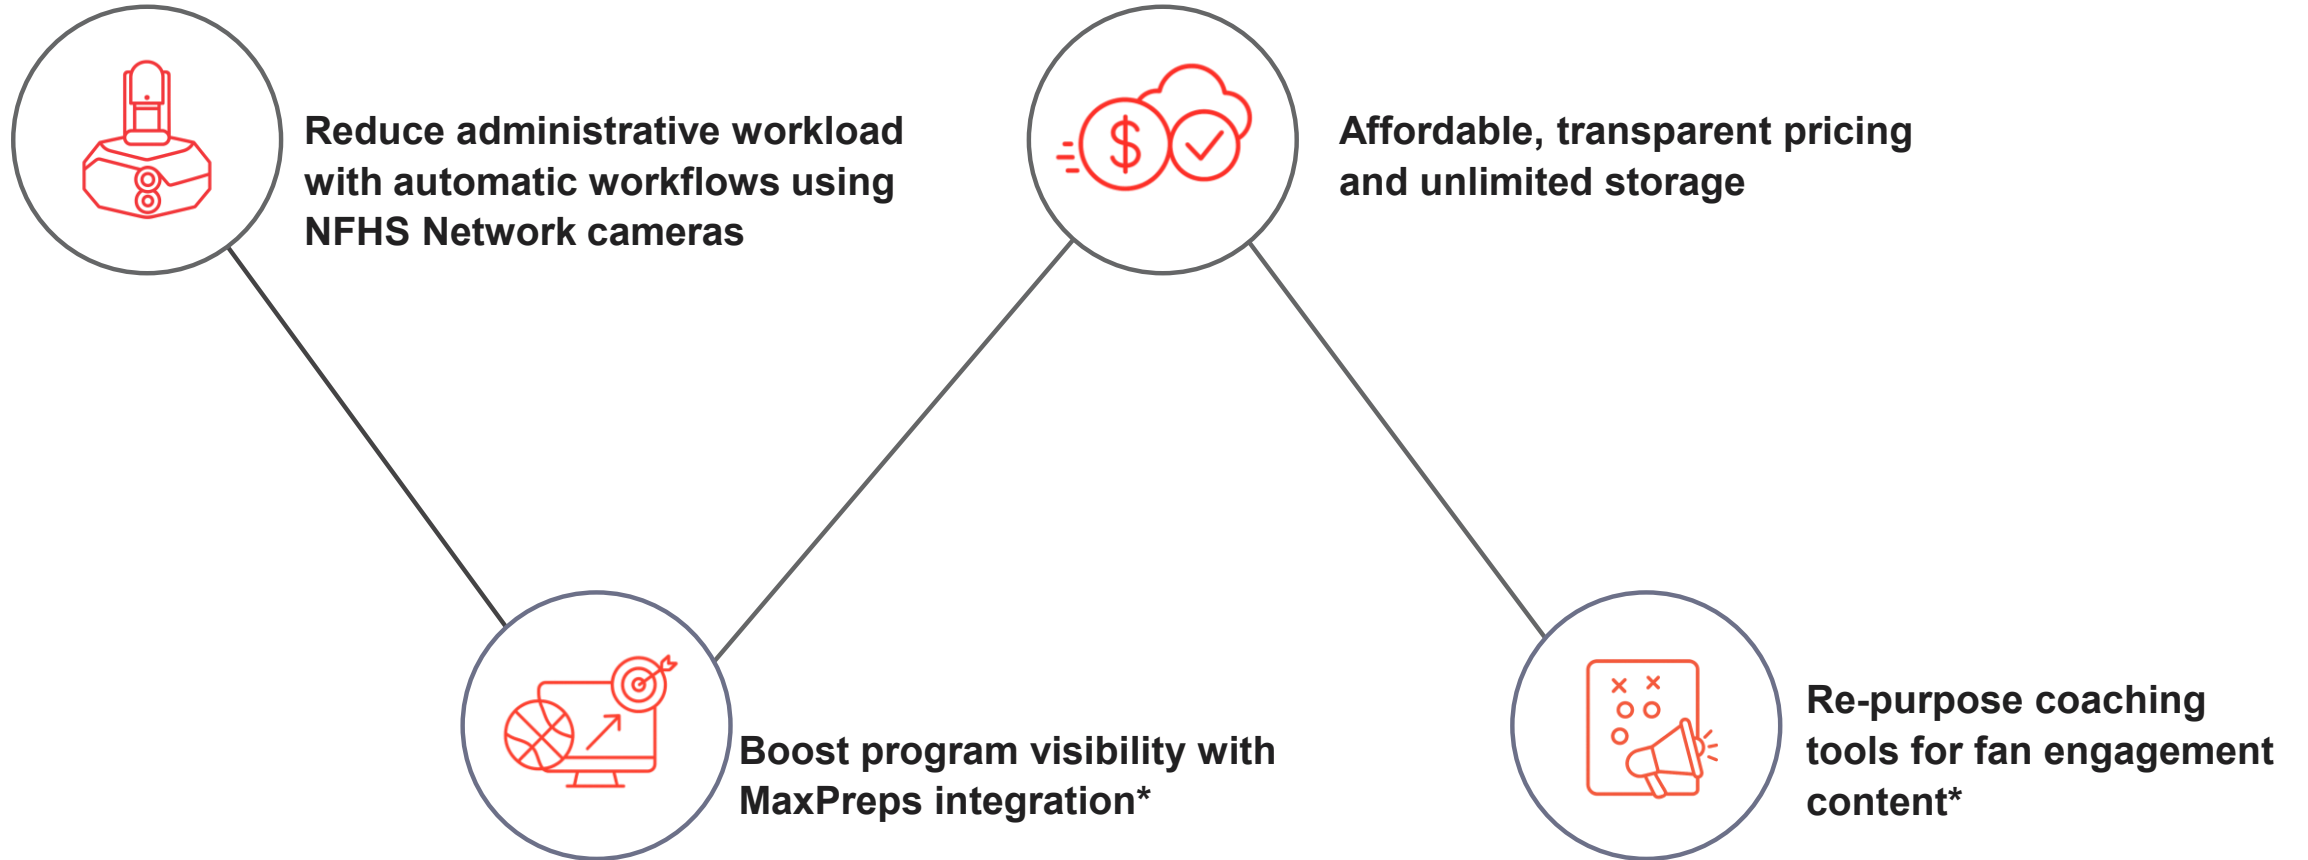 Reduce administrative workload
with automatic workflows using
NFHS Network cameras
Boost program visibility with
MaxPreps integration*
Affordable, transparent pricing
and unlimited storage
Re-purpose coaching
tools for fan engagement
content*